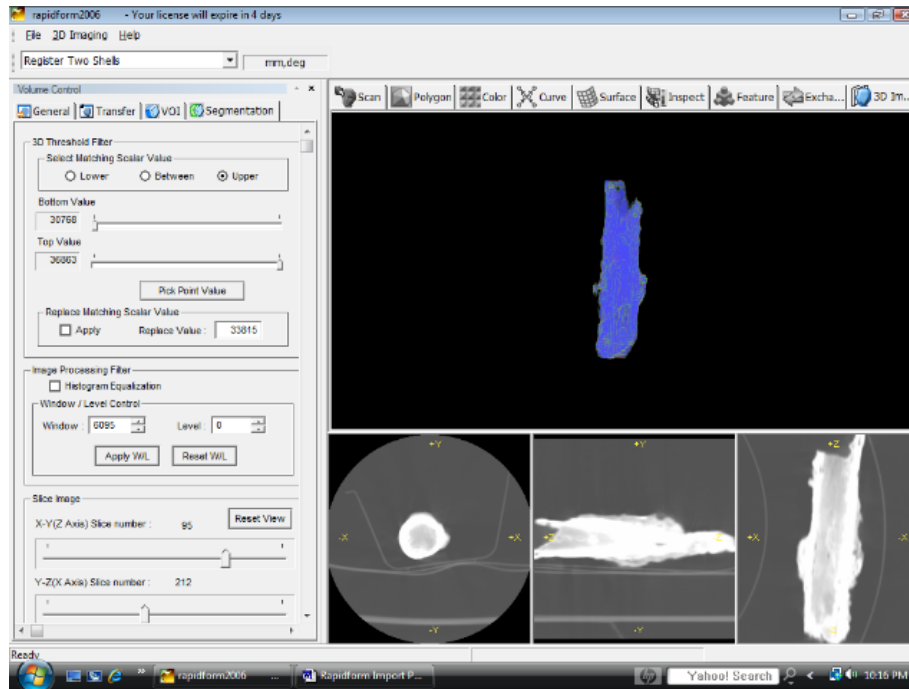 rapidform2006 - Your license will expire in 4 days
File 3D Imaging Help
Register Two Shells mm,deg
Volume Control
General Transfer VOI Segmentation
Scan Polygon Color Curve Surface Inspect Feature Excha... 3D Im...
3D Threshold Filter
Select Matching Scalar Value
Lower Between Upper
Bottom Value
30768
Top Value
36863
Pick Point Value
Replace Matching Scalar Value
Apply Replace Value : 33815
Image Processing Filter
Histogram Equalization
Window / Level Control
Window : 6095 Level : 0
Apply W/L Reset W/L
Slice Image
X-Y(Z Axis) Slice number : 95 Reset View
Y-Z(X Axis) Slice number : 212
+Y +Y +Z
-X +X -Z +Z -X +X
-Y -Y -Z
Ready
rapidform2006 ... Rapidform Import P... Yahoo! Search 10:16 PM